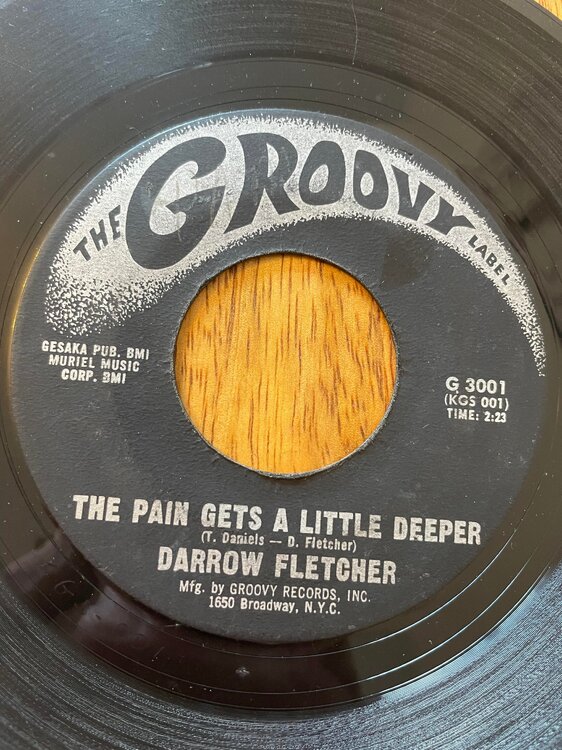 THE GROOVY LABEL
GESAKA PUB. BMI
MURIEL MUSIC
CORP. BMI
G 3001
(KGS 001)
TIME: 2:23
THE PAIN GETS A LITTLE DEEPER
(T. Daniels — D. Fletcher)
DARROW FLETCHER
Mfg. by GROOVY RECORDS, INC.
1650 Broadway, N.Y.C.